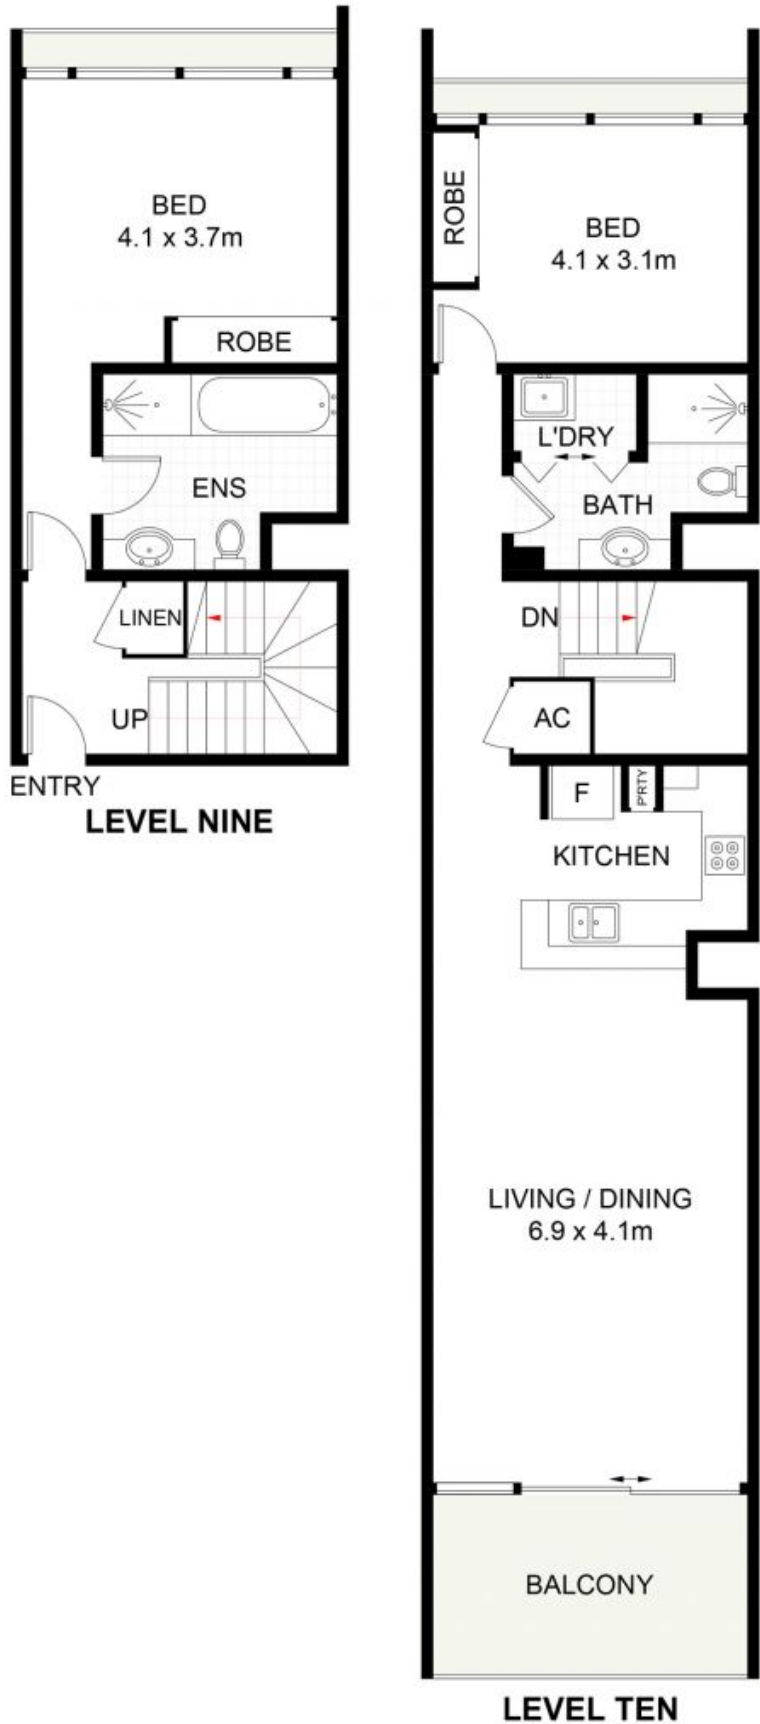 BED
4.1 x 3.7m
ROBE
ENS
LINEN
UP
ENTRY
LEVEL NINE
ROBE
BED
4.1 x 3.1m
L'DRY
BATH
DN
AC
F
P'RTY
KITCHEN
LIVING / DINING
6.9 x 4.1m
BALCONY
LEVEL TEN